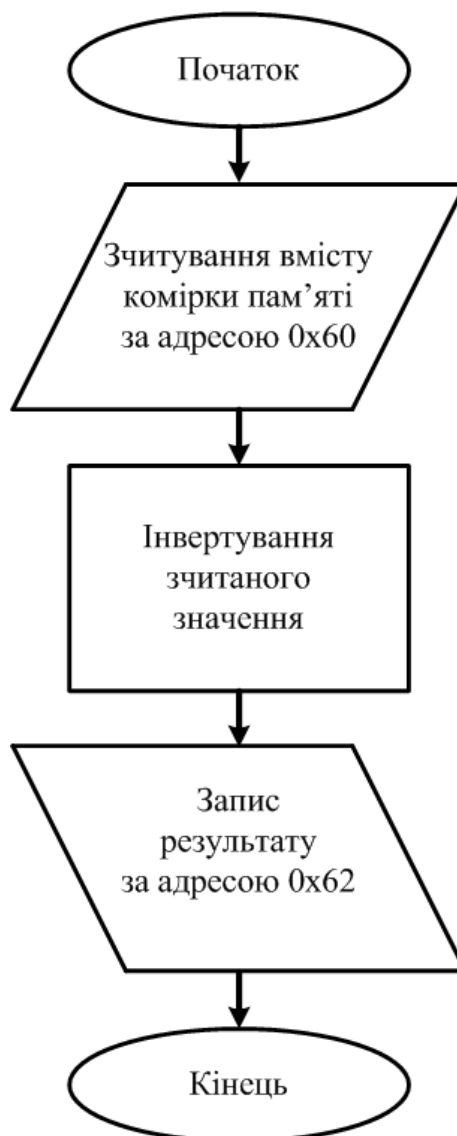 Початок
Зчитування вмісту
комірки пам’яті
за адресою 0x60
Інвертування
зчитаного
значення
Запис
результату
за адресою 0x62
Кінець